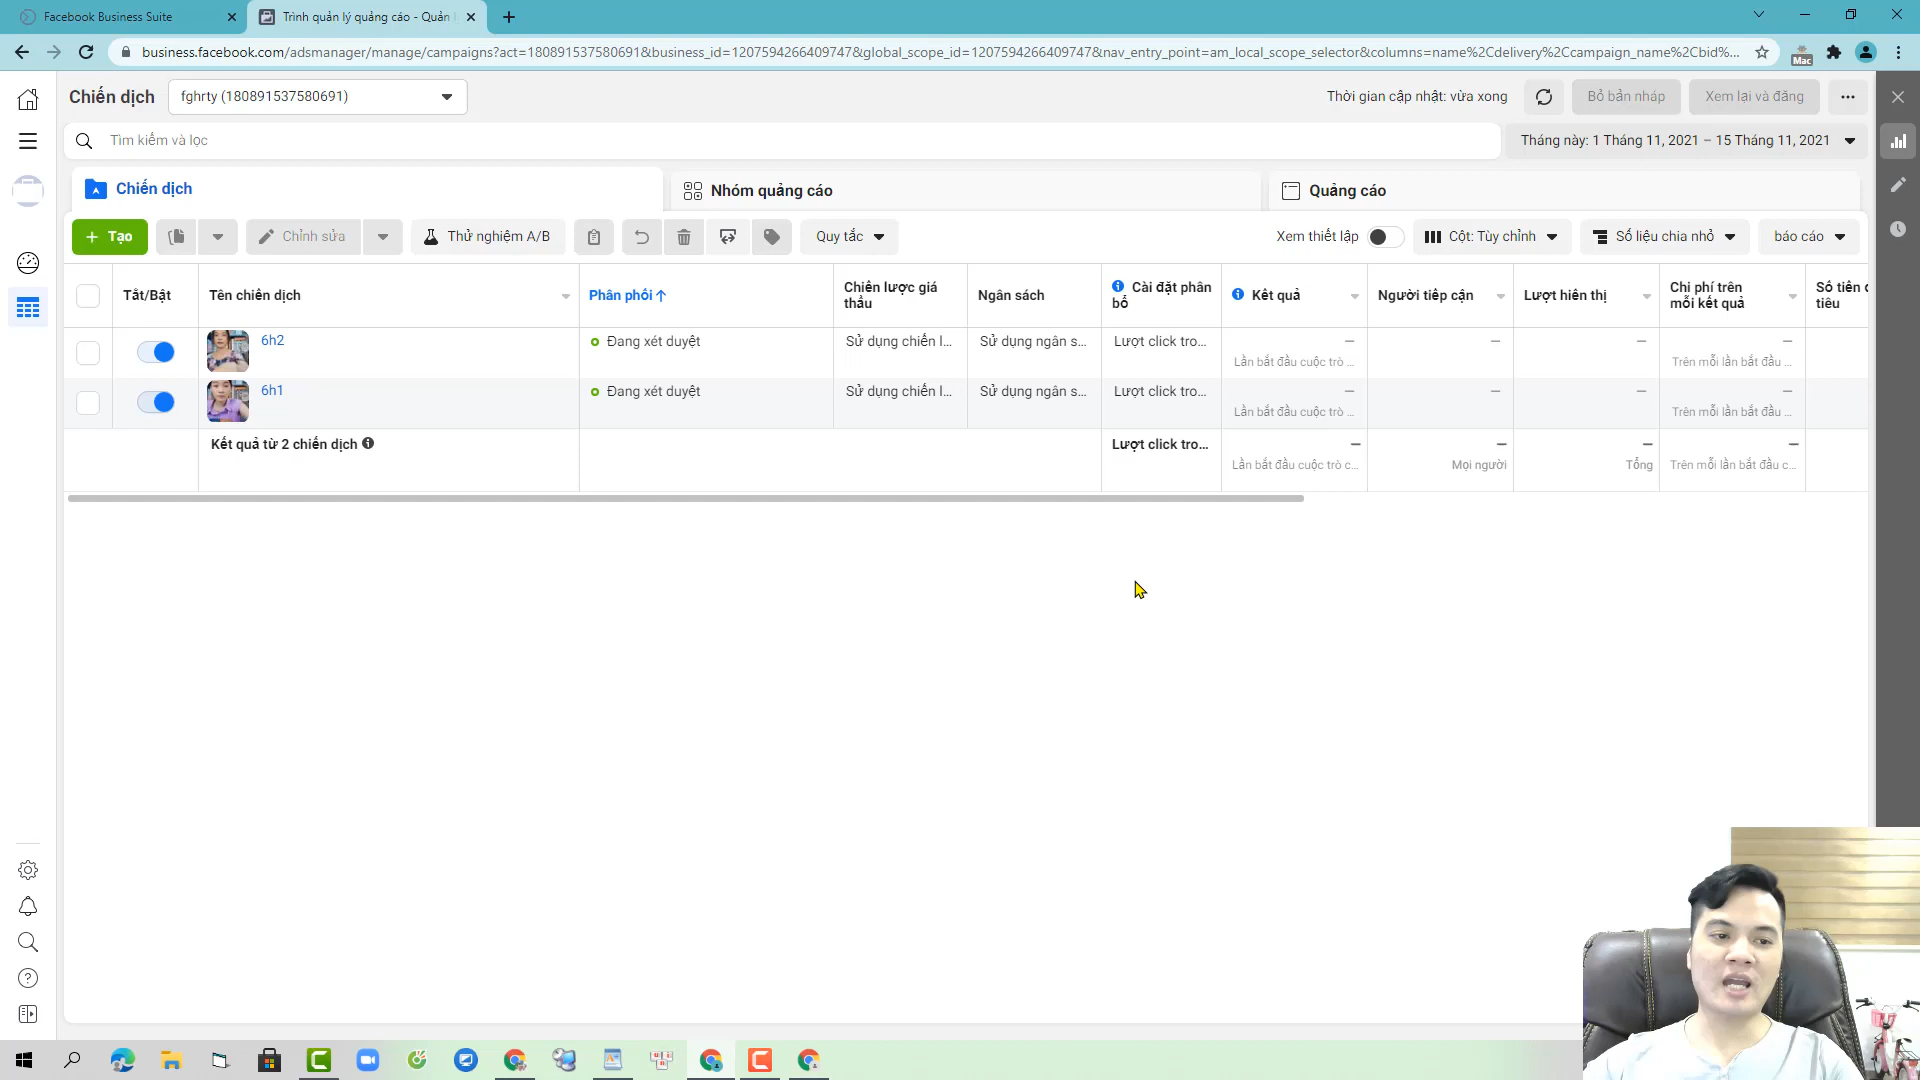 Facebook Business Suite
Trình quản lý quảng cáo - Quản l
business.facebook.com/adsmanager/manage/campaigns?act=180891537580691&business_id=1207594266409747&global_scope_id=1207594266409747&nav_entry_point=am_local_scope_selector&columns=name%2Cdelivery%2Ccampaign_name%2Cbid%...
Mac
Chiến dịch
fghrty (180891537580691)
Thời gian cập nhật: vừa xong
Bỏ bản nháp
Xem lại và đăng
Tìm kiếm và lọc
Tháng này: 1 Tháng 11, 2021 – 15 Tháng 11, 2021
Chiến dịch
Nhóm quảng cáo
Quảng cáo
+ Tạo
Chỉnh sửa
Thử nghiệm A/B
Quy tắc
Xem thiết lập
Cột: Tùy chỉnh
Số liệu chia nhỏ
báo cáo
Tắt/Bật
Tên chiến dịch
Phân phối↑
Chiến lược giá thầu
Ngân sách
Cài đặt phân bổ
Kết quả
Người tiếp cận
Lượt hiển thị
Chi phí trên mỗi kết quả
Số tiền c
tiêu
6h2
Đang xét duyệt
Sử dụng chiến l...
Sử dụng ngân s...
Lượt click tro...
—
—
—
—
Lần bắt đầu cuộc trò ...
Trên mỗi lần bắt đầu ...
6h1
Đang xét duyệt
Sử dụng chiến l...
Sử dụng ngân s...
Lượt click tro...
—
—
—
—
Lần bắt đầu cuộc trò ...
Trên mỗi lần bắt đầu ...
Kết quả từ 2 chiến dịch
Lượt click tro...
—
—
—
—
Lần bắt đầu cuộc trò c...
Mọi người
Tổng
Trên mỗi lần bắt đầu c...